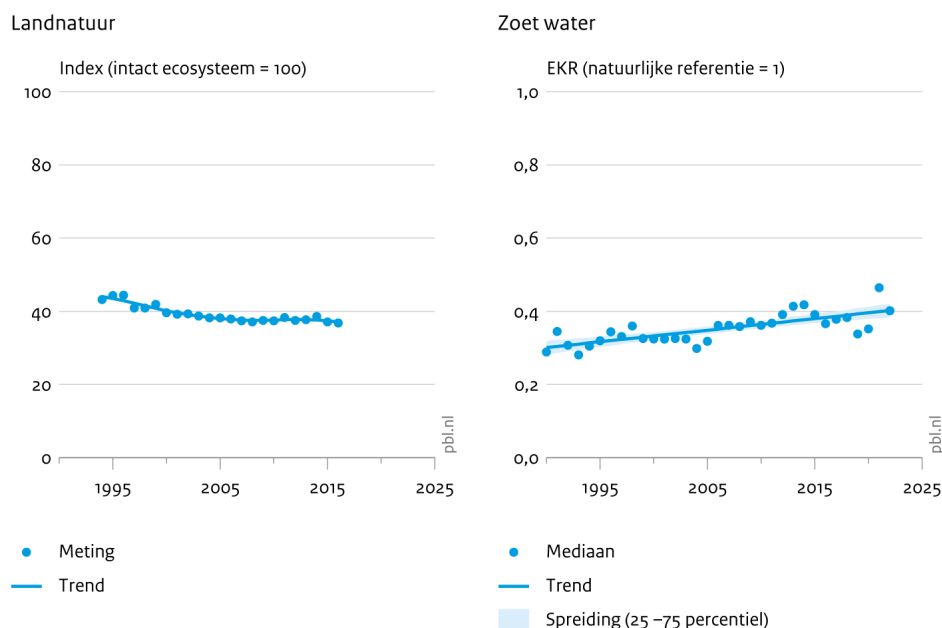 Landnatuur
Index (intact ecosysteem = 100)
100
80
60
40
20
0
1995 2005 2015 2025
pbl.nl
Meting
Trend
Zoet water
EKR (natuurlijke referentie = 1)
1,0
0,8
0,6
0,4
0,2
0,0
1995 2005 2015 2025
pbl.nl
Mediaan
Trend
Spreiding (25 –75 percentiel)